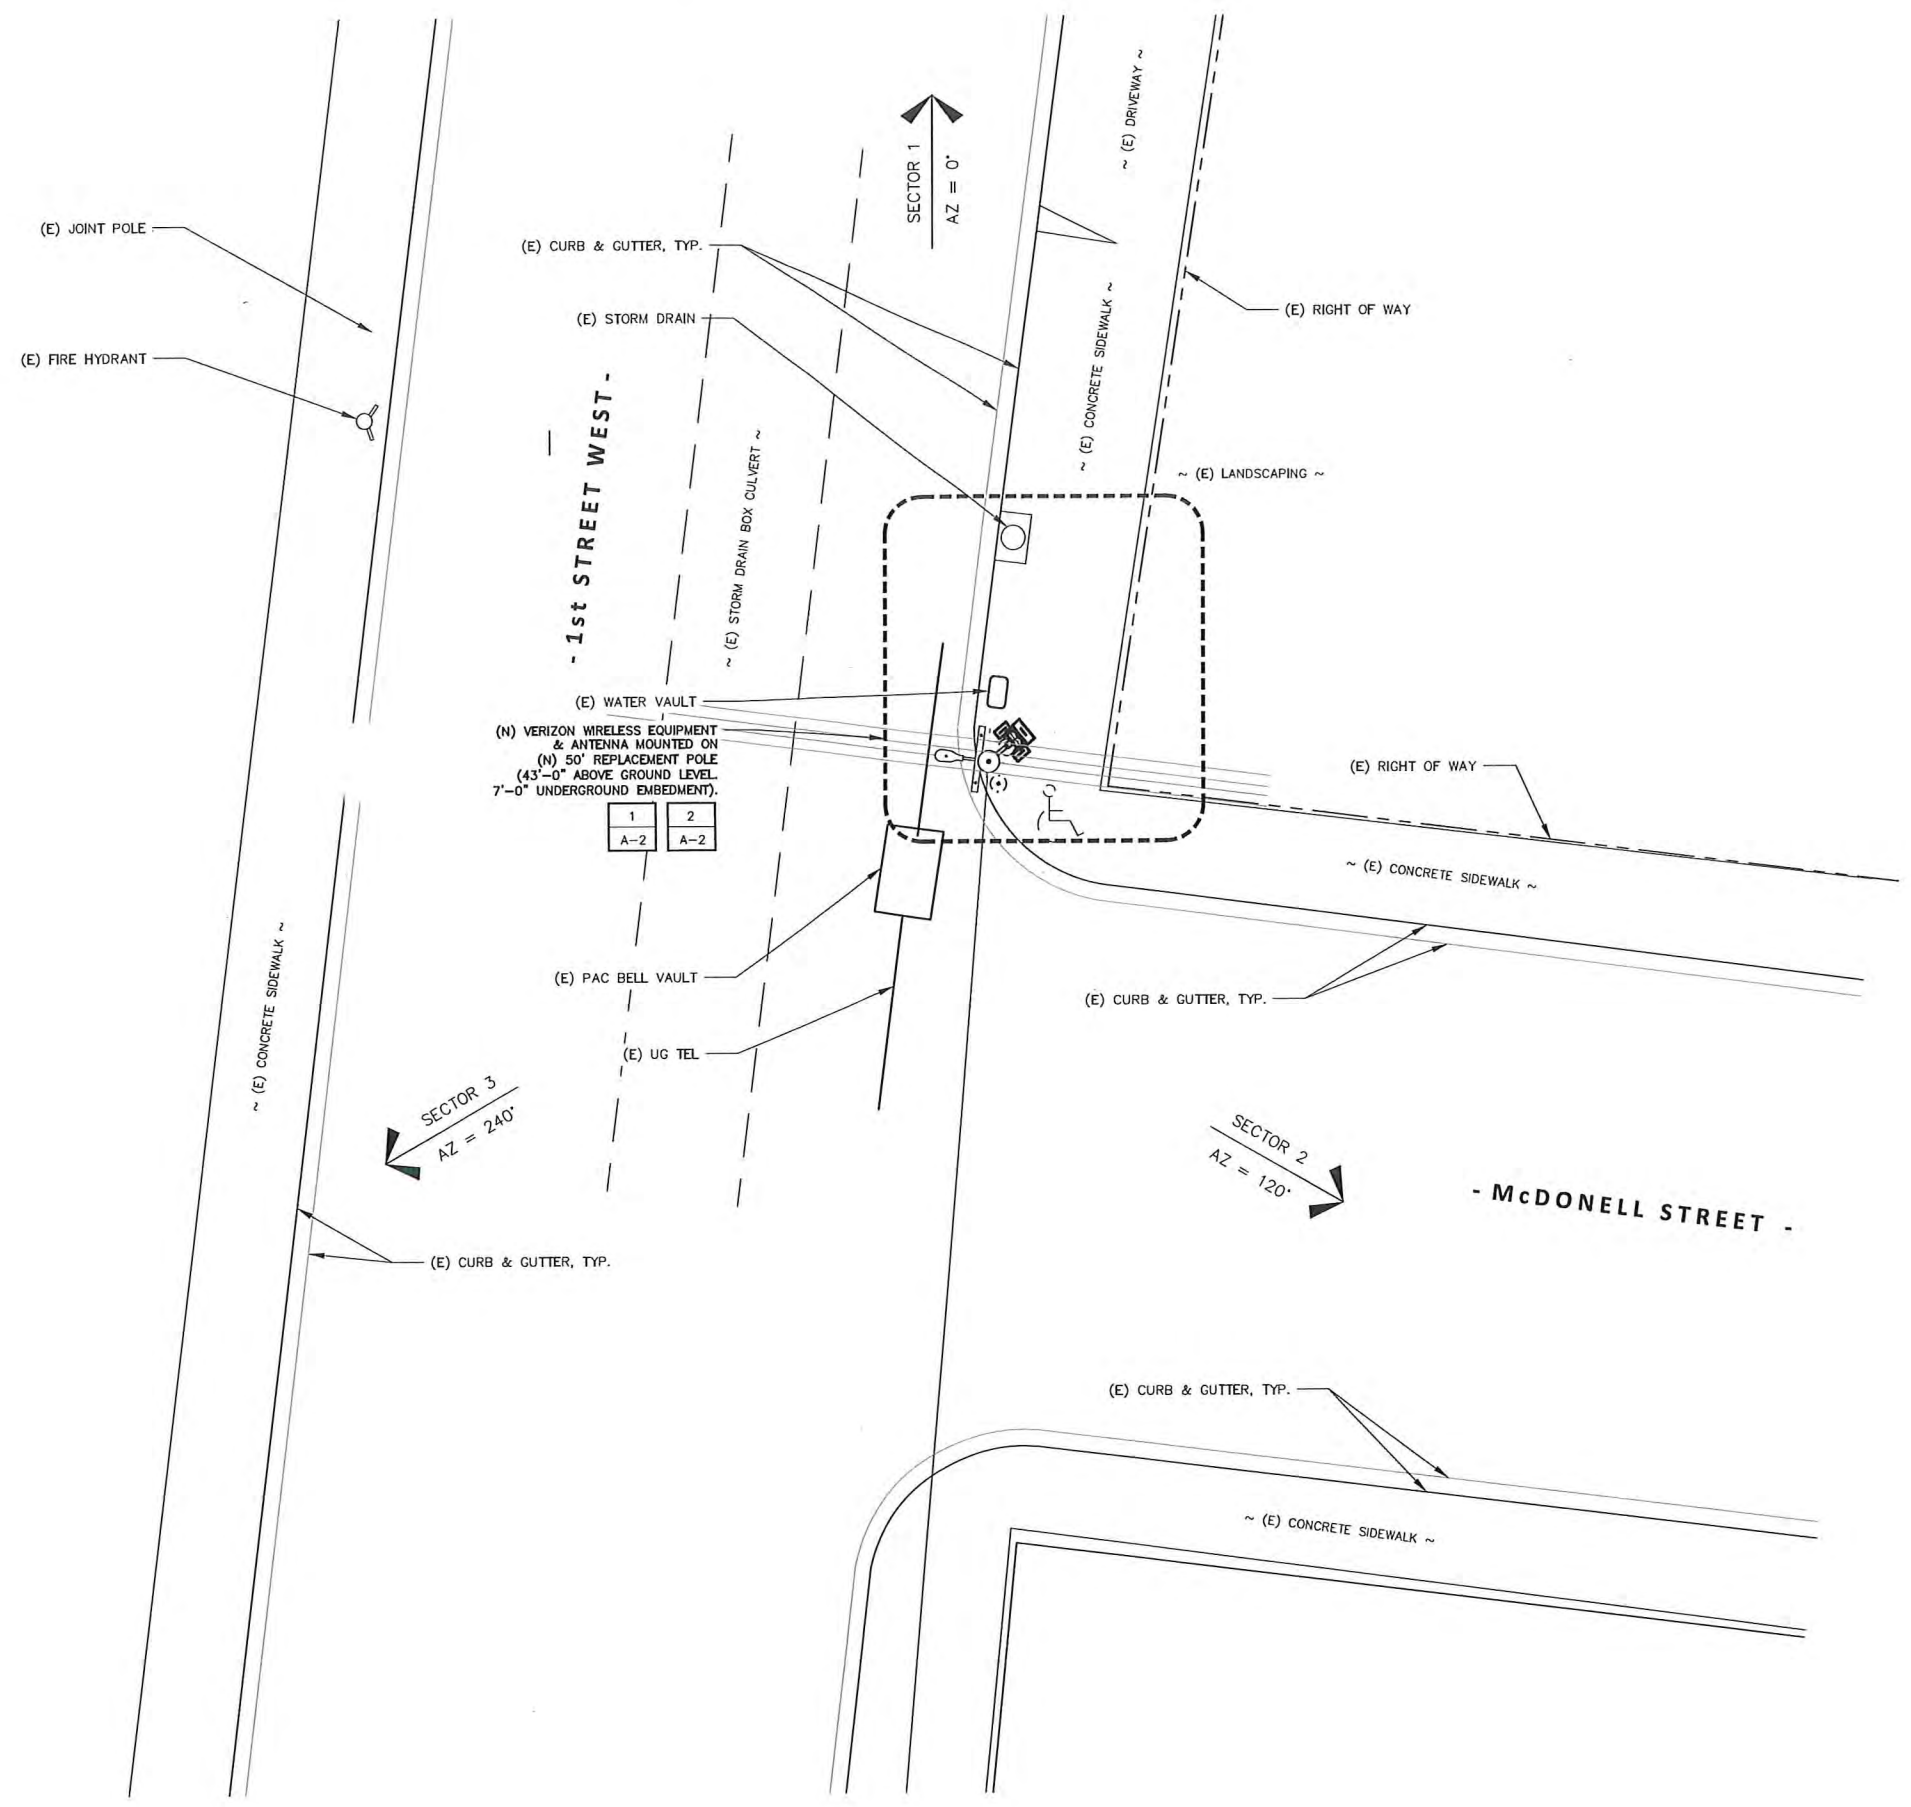 ~ (E) DRIVEWAY ~
SECTOR 1
AZ = 0°
(E) JOINT POLE
(E) CURB & GUTTER, TYP.
(E) RIGHT OF WAY
(E) STORM DRAIN
(E) FIRE HYDRANT
~ (E) CONCRETE SIDEWALK ~
- 1st STREET WEST -
~ (E) LANDSCAPING ~
~ (E) STORM DRAIN BOX CULVERT ~
(E) WATER VAULT
(N) VERIZON WIRELESS EQUIPMENT
& ANTENNA MOUNTED ON
(N) 50' REPLACEMENT POLE
(43'-0" ABOVE GROUND LEVEL.
7'-0" UNDERGROUND EMBEDMENT).
1
A-2
2
A-2
(E) RIGHT OF WAY
~ (E) CONCRETE SIDEWALK ~
(E) PAC BELL VAULT
(E) CURB & GUTTER, TYP.
~ (E) CONCRETE SIDEWALK ~
(E) UG TEL
SECTOR 3
AZ = 240°
SECTOR 2
AZ = 120°
- McDONELL STREET -
(E) CURB & GUTTER, TYP.
(E) CURB & GUTTER, TYP.
~ (E) CONCRETE SIDEWALK ~